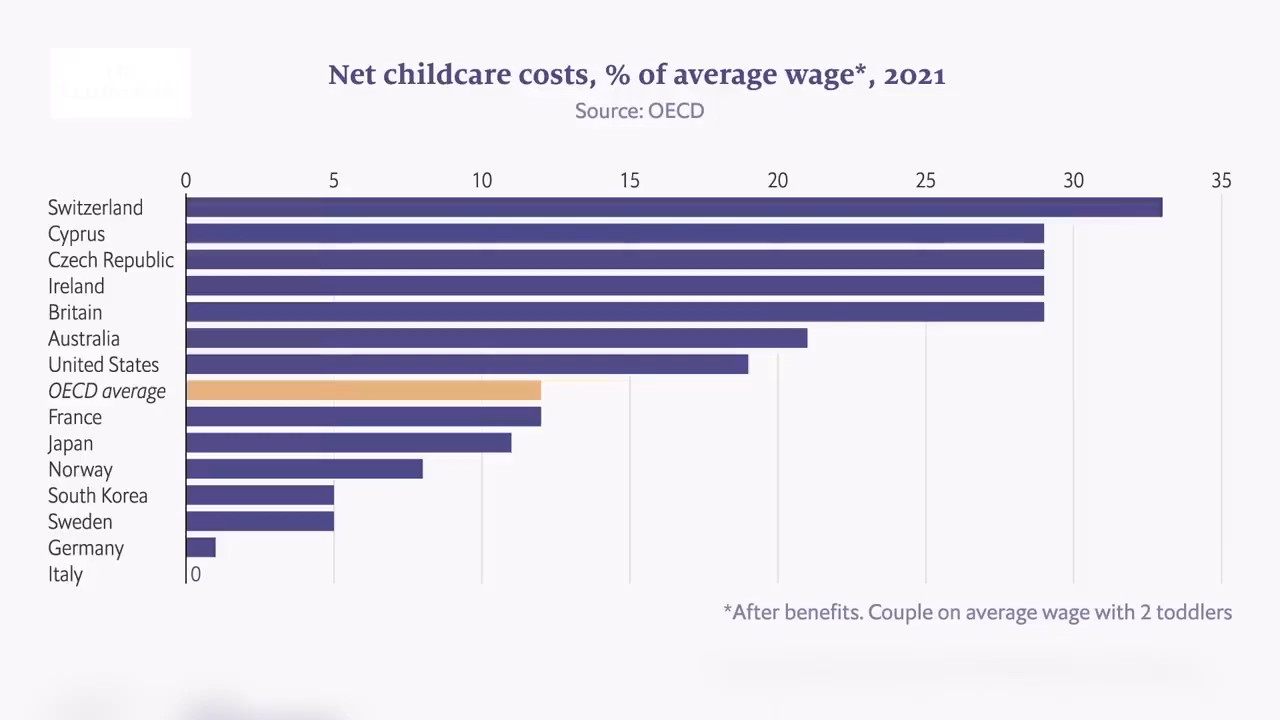 Net childcare costs, % of average wage*, 2021
Source: OECD
0 5 10 15 20 25 30 35
Switzerland
Cyprus
Czech Republic
Ireland
Britain
Australia
United States
OECD average
France
Japan
Norway
South Korea
Sweden
Germany
Italy 0
*After benefits. Couple on average wage with 2 toddlers